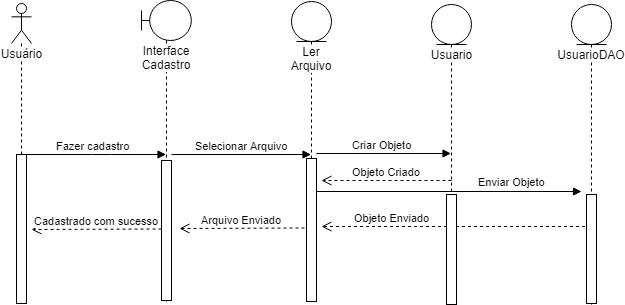 Usuário
Interface
Cadastro
Ler
Arquivo
Usuario
UsuarioDAO
Fazer cadastro
Selecionar Arquivo
Criar Objeto
Objeto Criado
Enviar Objeto
Cadastrado com sucesso
Arquivo Enviado
Objeto Enviado